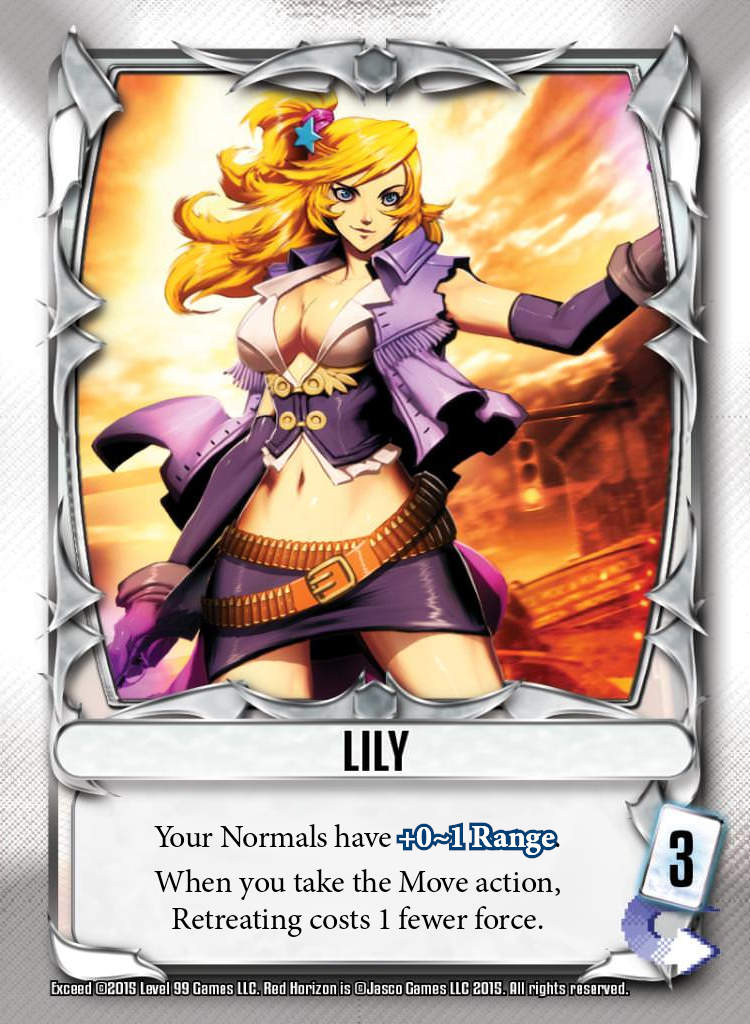 LILY
Your Normals have +0~1 Range.
When you take the Move action,
Retreating costs 1 fewer force.
3
Exceed ©2015 Level 99 Games LLC. Red Horizon is ©Jasco Games LLC 2015. All rights reserved.